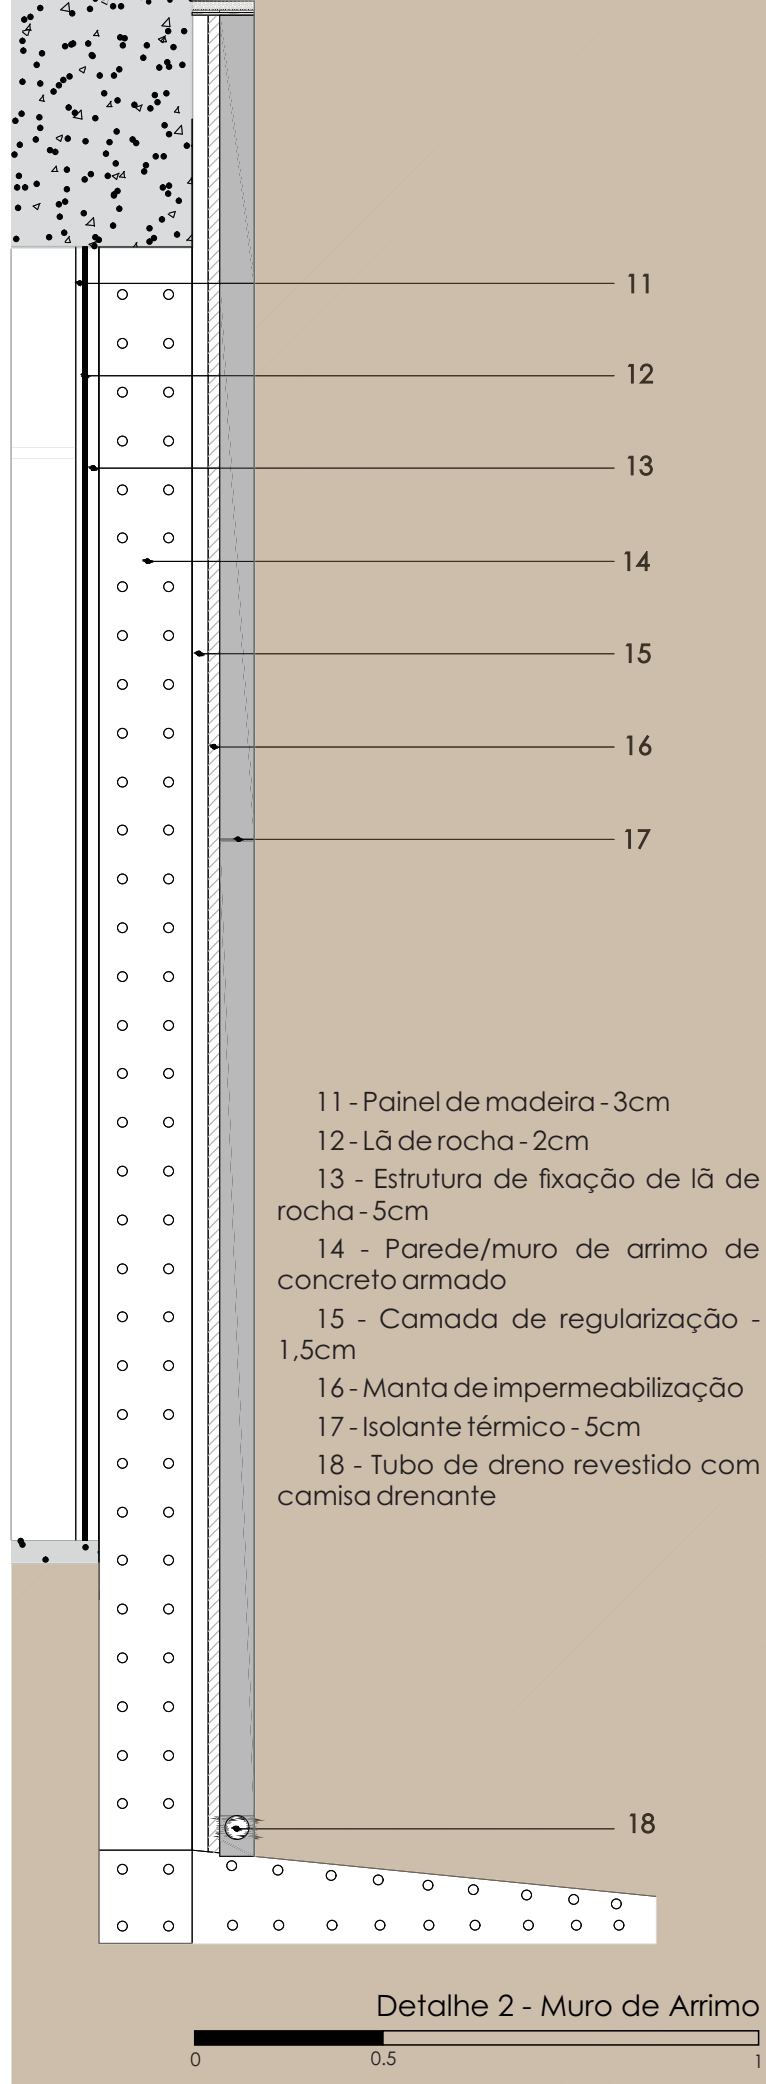 11
12
13
14
15
16
17
11 - Painel de madeira - 3cm
12 - Lã de rocha - 2cm
13 - Estrutura de fixação de lã de
rocha - 5cm
14 - Parede/muro de arrimo de
concreto armado
15 - Camada de regularização -
1,5cm
16 - Manta de impermeabilização
17 - Isolante térmico - 5cm
18 - Tubo de dreno revestido com
camisa drenante
18
Detalhe 2 - Muro de Arrimo
0 0.5 1